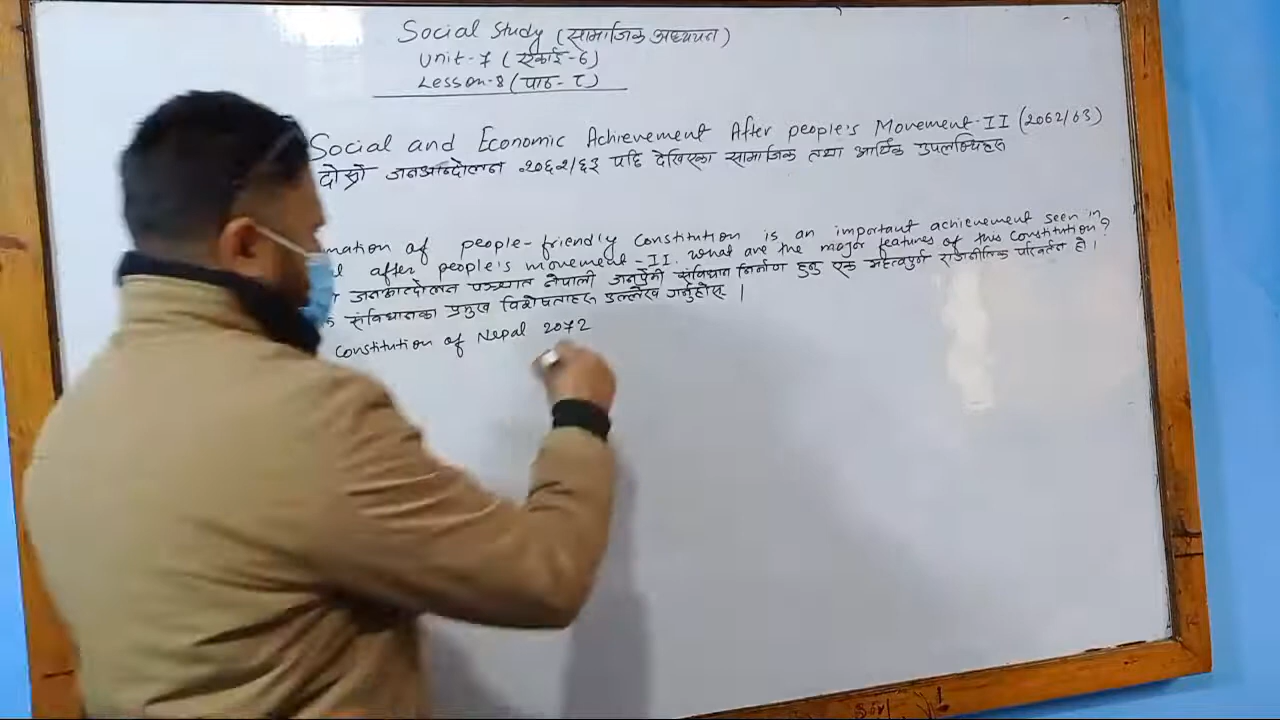 Social Study (सामाजिक अध्ययन)
Unit-7 (एकाई-6)
Lesson-8 (पाठ-८)
Social and Economic Achievement After people's Movement-II (2062/63)
दोस्रो जनआन्दोलन २०६२/६३ पछि देखिएका सामाजिक तथा आर्थिक उपलब्धिहरू
mation of people-friendly constitution is an important achievement seen in
after people's movement-II. what are the major features of this constitution?
जनआन्दोलन पश्चात नेपाली जनप्रेमी संविधान निर्माण हुनु एक महत्वपूर्ण राजनीतिक परिवर्तन हो।
संविधानका प्रमुख विशेषताहरू उल्लेख गर्नुहोस् ।
Constitution of Nepal 2072